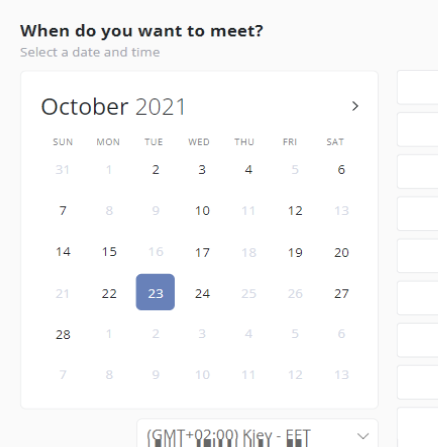 When do you want to meet?
Select a date and time
October 2021
SUN MON TUE WED THU FRI SAT
31 1 2 3 4 5 6
7 8 9 10 11 12 13
14 15 16 17 18 19 20
21 22 23 24 25 26 27
28 1 2 3 4 5 6
7 8 9 10 11 12 13
(GMT+02:00) Kiev - EET